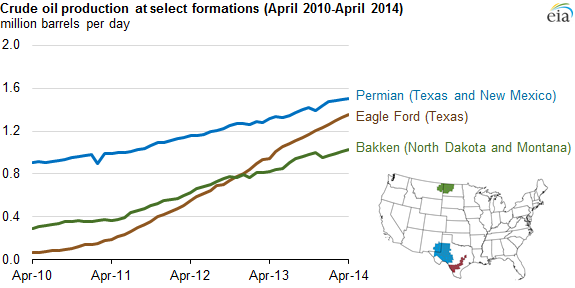 Crude oil production at select formations (April 2010-April 2014)
million barrels per day
eia
2.0
1.6
1.2
0.8
0.4
0.0
Permian (Texas and New Mexico)
Eagle Ford (Texas)
Bakken (North Dakota and Montana)
Apr-10 Apr-11 Apr-12 Apr-13 Apr-14